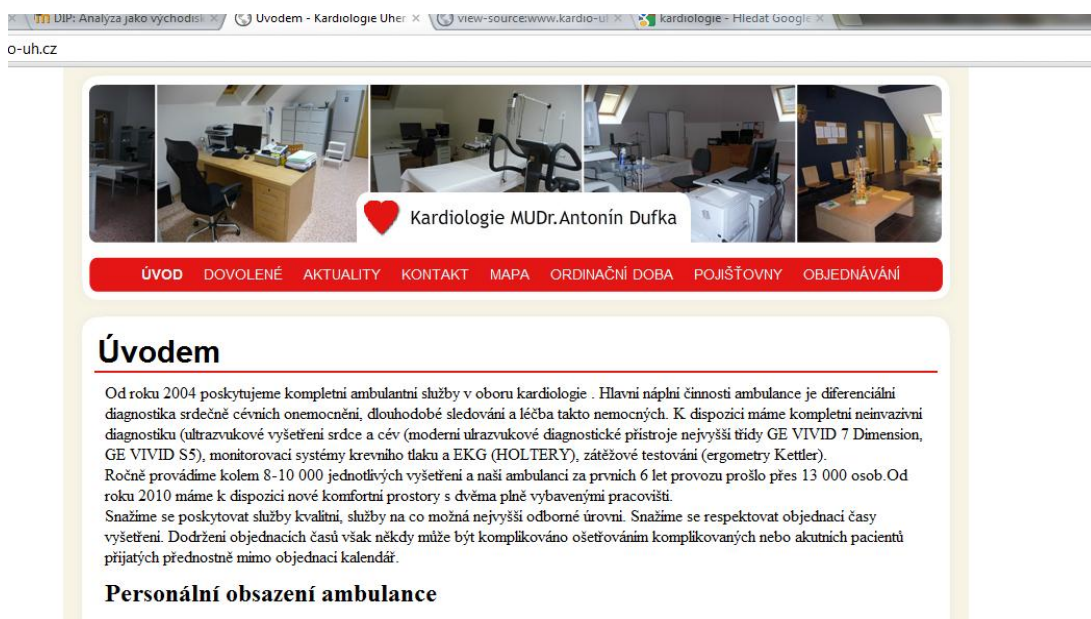 DIP: Analýza jako východisk
Úvodem - Kardiologie Uher
view-source:www.kardio-ul
kardiologie - Hledat Google
o-uh.cz
Kardiologie MUDr.Antonín Dufka
ÚVOD DOVOLENÉ AKTUALITY KONTAKT MAPA ORDINAČNÍ DOBA POJIŠŤOVNY OBJEDNÁVÁNÍ
Úvodem
Od roku 2004 poskytujeme kompletní ambulantní služby v oboru kardiologie . Hlavní náplní činnosti ambulance je diferenciální
diagnostika srdečně cévních onemocnění, dlouhodobé sledování a léčba takto nemocných. K dispozici máme kompletní neinvazivní
diagnostiku (ultrazvukové vyšetření srdce a cév (moderní ulrazvukové diagnostické přístroje nejvyšší třídy GE VIVID 7 Dimension,
GE VIVID S5), monitorovací systémy krevního tlaku a EKG (HOLTERY), zátěžové testování (ergometry Kettler).
Ročně provádíme kolem 8-10 000 jednotlivých vyšetření a naší ambulancí za prvních 6 let provozu prošlo přes 13 000 osob.Od
roku 2010 máme k dispozici nové komfortní prostory s dvěma plně vybavenými pracovišti.
Snažíme se poskytovat služby kvalitní, služby na co možná nejvyšší odborné úrovni. Snažíme se respektovat objednací časy
vyšetření. Dodržení objednacích časů však někdy může být komplikováno ošetřováním komplikovaných nebo akutních pacientů
přijatých přednostně mimo objednací kalendář.
Personální obsazení ambulance